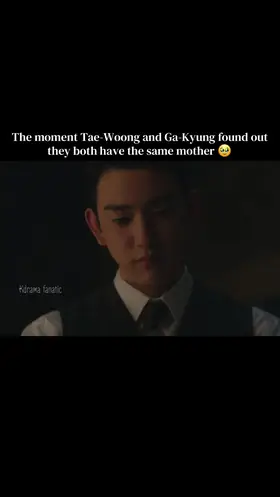 The moment Tae-Woong and Ga-Kyung found out
they both have the same mother 🥹
Kdrama fanatic